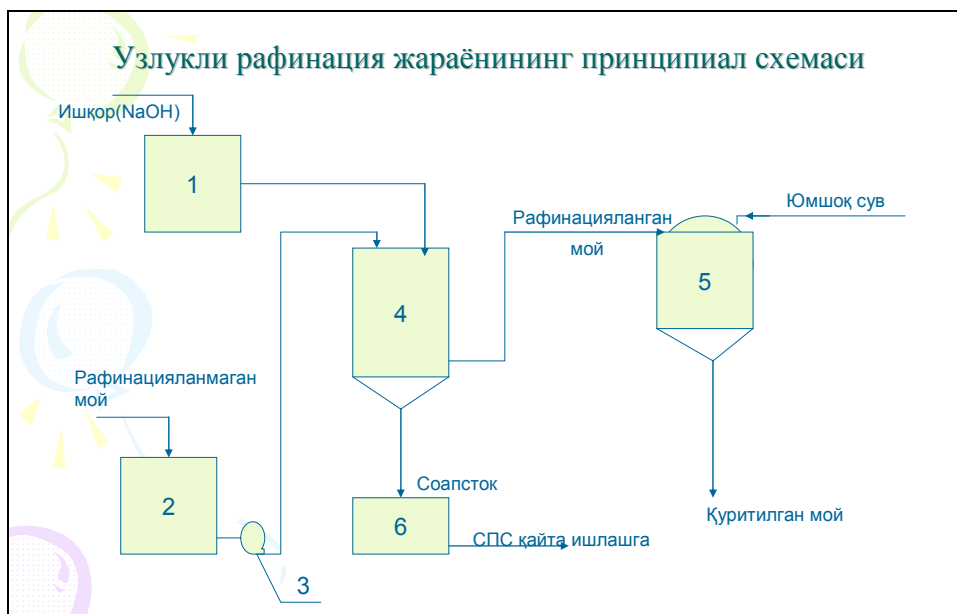 Узлукли рафинация жараёнининг принципиал схемаси
Ишқор(NaOH)
1
Рафинацияланган
мой
Юмшоқ сув
4
5
Рафинацияланмаган
мой
2
3
Соапсток
6
СПС қайта ишлашга
Қуритилган мой